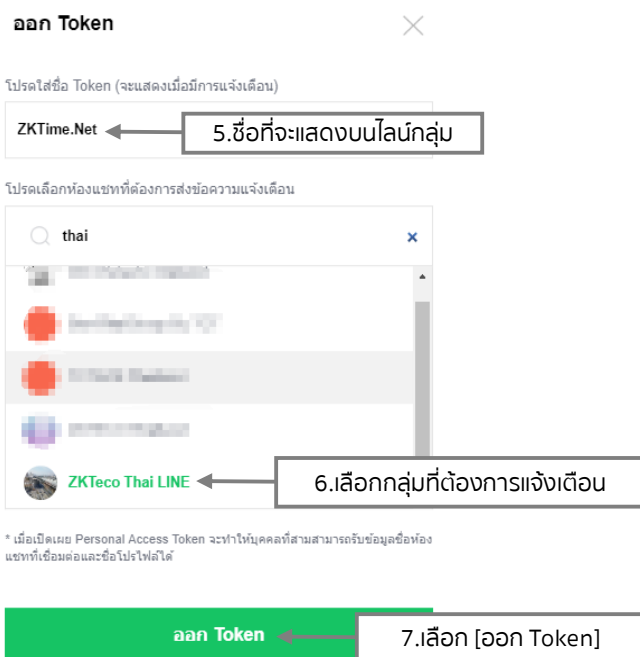 ออก Token
โปรดใส่ชื่อ Token (จะแสดงเมื่อมีการแจ้งเตือน)
ZKTime.Net
5.ชื่อที่จะแสดงบนไลน์กลุ่ม
โปรดเลือกห้องแชทที่ต้องการส่งข้อความแจ้งเตือน
thai
ZKTeco Thai LINE
6.เลือกกลุ่มที่ต้องการแจ้งเตือน
* เมื่อเปิดเผย Personal Access Token จะทำให้บุคคลที่สามสามารถรับข้อมูลชื่อห้อง
แชทที่เชื่อมต่อและชื่อโปรไฟล์ได้
ออก Token
7.เลือก [ออก Token]